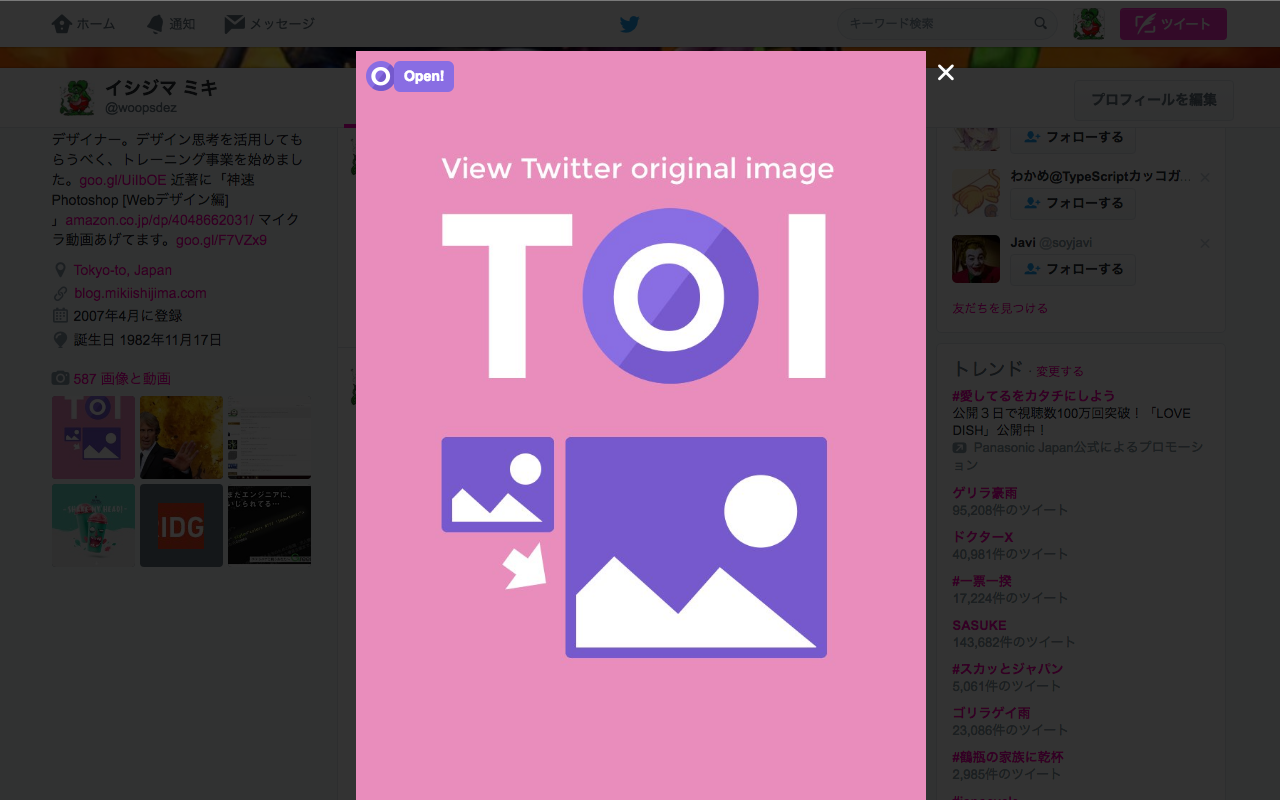 ホーム
通知
メッセージ
キーワード検索
ツイート
イシジマ ミキ
@woopsdez
プロフィールを編集
デザイナー。デザイン思考を活用しても
らうべく、トレーニング事業を始めまし
た。goo.gl/UilbOE 近著に「神速
Photoshop [Webデザイン編]
」amazon.co.jp/dp/4048662031/ マイク
ラ動画あげてます。goo.gl/F7VZx9
Tokyo-to, Japan
blog.mikiishijima.com
2007年4月に登録
誕生日 1982年11月17日
587 画像と動画
TOI
IDG
まだエンジニアに、
Open!
View Twitter original image
TOI
フォローする
わかめ@TypeScriptカッコガ...
フォローする
Javi @soyjavi
フォローする
友だちを見つける
トレンド · 変更する
#愛してるをカタチにしよう
公開３日で視聴数100万回突破！「LOVE
DISH」公開中！
Panasonic Japan公式によるプロモーシ
ョン
ゲリラ豪雨
95,208件のツイート
ドクターX
40,981件のツイート
#一票一揆
17,224件のツイート
SASUKE
143,682件のツイート
#スカッとジャパン
5,061件のツイート
ゴリラゲイ雨
23,086件のツイート
#鶴瓶の家族に乾杯
2,985件のツイート